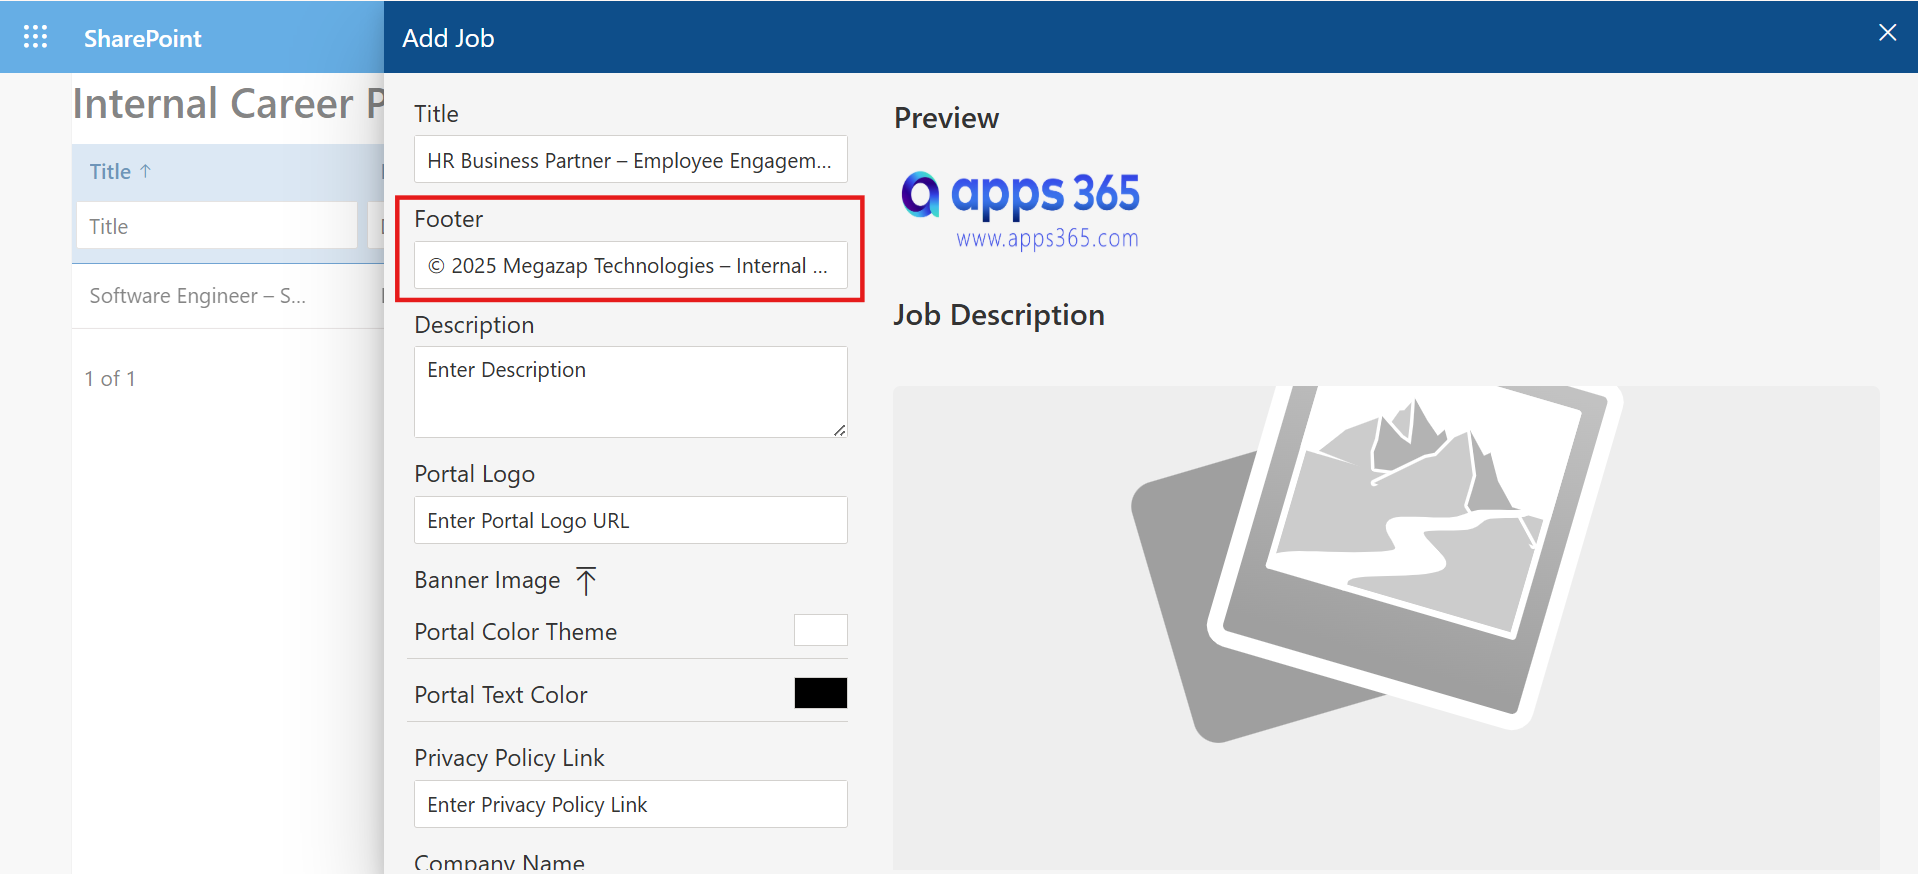 SharePoint
Add Job
Internal Career P
Title ↑
Title
Software Engineer – S...
1 of 1
Title
HR Business Partner – Employee Engagem...
Footer
© 2025 Megazap Technologies – Internal ...
Description
Enter Description
Portal Logo
Enter Portal Logo URL
Banner Image
Portal Color Theme
Portal Text Color
Privacy Policy Link
Enter Privacy Policy Link
Company Name
Preview
apps 365
www.apps365.com
Job Description